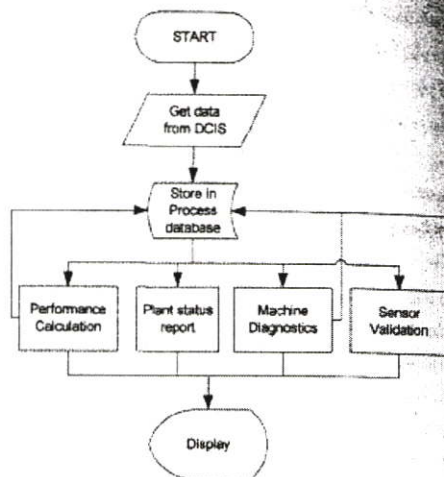 START
Get data
from DCIS
Store in
Process
database
Performance
Calculation
Plant status
report
Machine
Diagnostics
Sensor
Validation
Display